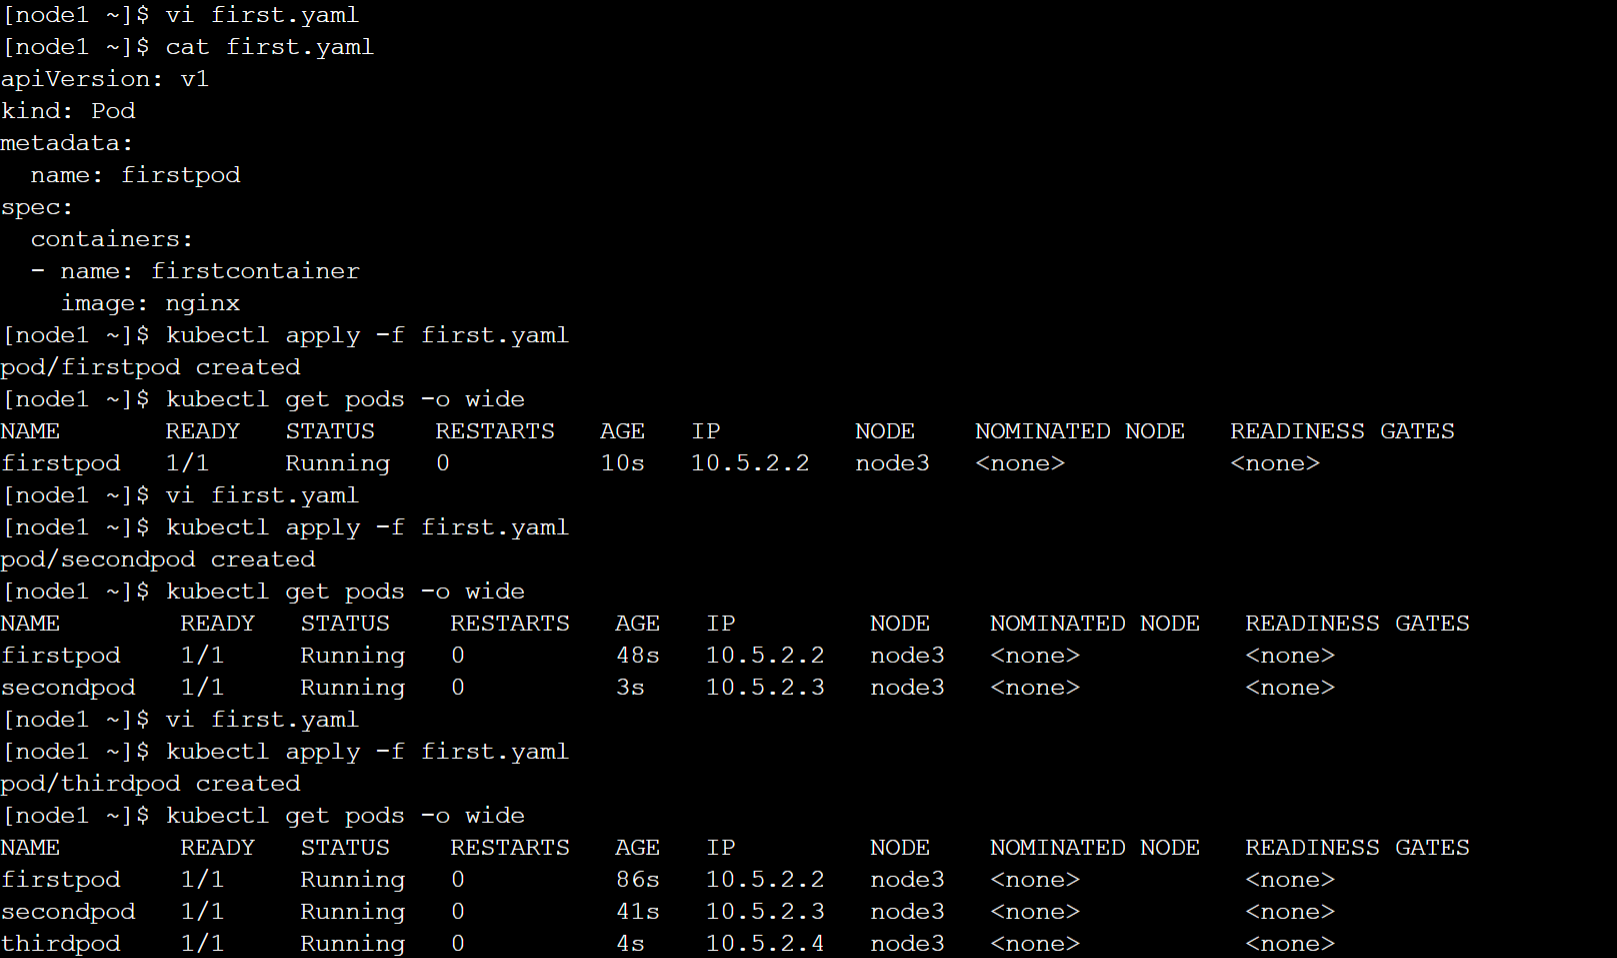 [node1 ~]$ vi first.yaml
[node1 ~]$ cat first.yaml
apiVersion: v1
kind: Pod
metadata:
  name: firstpod
spec:
  containers:
  - name: firstcontainer
    image: nginx
[node1 ~]$ kubectl apply -f first.yaml
pod/firstpod created
[node1 ~]$ kubectl get pods -o wide
NAME       READY   STATUS    RESTARTS   AGE   IP         NODE    NOMINATED NODE   READINESS GATES
firstpod   1/1     Running   0          10s   10.5.2.2   node3   <none>           <none>
[node1 ~]$ vi first.yaml
[node1 ~]$ kubectl apply -f first.yaml
pod/secondpod created
[node1 ~]$ kubectl get pods -o wide
NAME        READY   STATUS    RESTARTS   AGE   IP         NODE    NOMINATED NODE   READINESS GATES
firstpod    1/1     Running   0          48s   10.5.2.2   node3   <none>           <none>
secondpod   1/1     Running   0          3s    10.5.2.3   node3   <none>           <none>
[node1 ~]$ vi first.yaml
[node1 ~]$ kubectl apply -f first.yaml
pod/thirdpod created
[node1 ~]$ kubectl get pods -o wide
NAME        READY   STATUS    RESTARTS   AGE   IP         NODE    NOMINATED NODE   READINESS GATES
firstpod    1/1     Running   0          86s   10.5.2.2   node3   <none>           <none>
secondpod   1/1     Running   0          41s   10.5.2.3   node3   <none>           <none>
thirdpod    1/1     Running   0          4s    10.5.2.4   node3   <none>           <none>